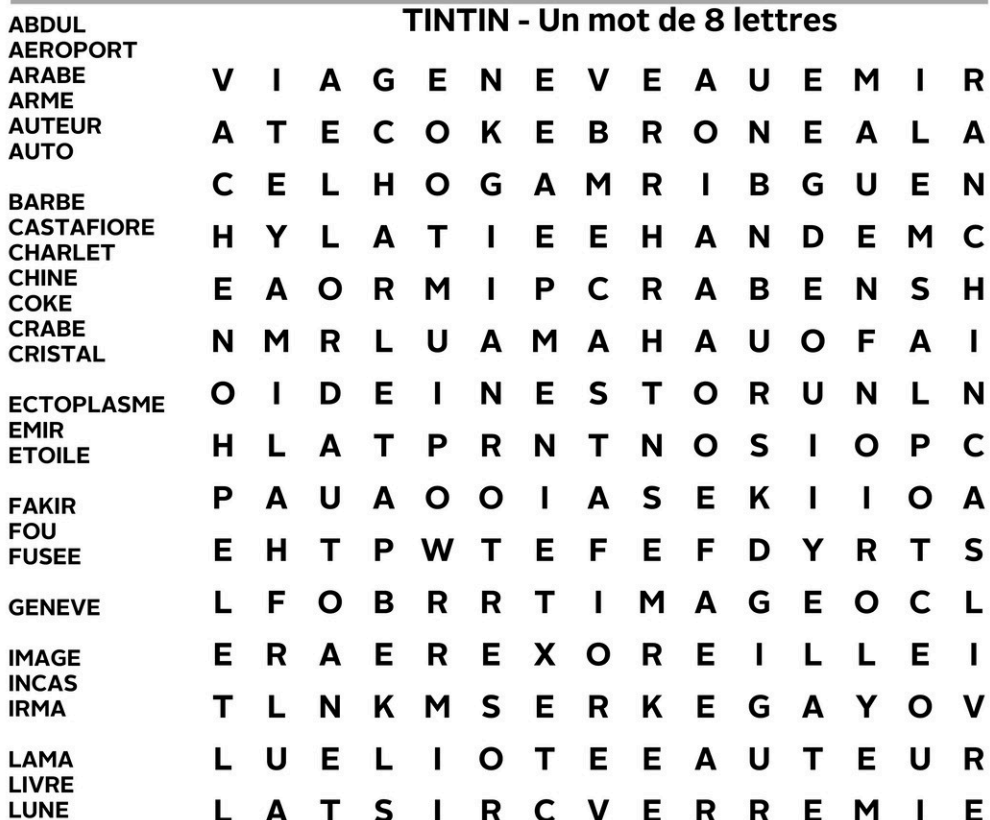 TINTIN - Un mot de 8 lettres
ABDUL
AEROPORT
ARABE
ARME
AUTEUR
AUTO
BARBE
CASTAFIORE
CHARLET
CHINE
COKE
CRABE
CRISTAL
ECTOPLASME
EMIR
ETOILE
FAKIR
FOU
FUSEE
GENEVE
IMAGE
INCAS
IRMA
LAMA
LIVRE
LUNE
V I A G E N E V E A U E M I R
A T E C O K E B R O N E A L A
C E L H O G A M R I B G U E N
H Y L A T I E E H A N D E M C
E A O R M I P C R A B E N S H
N M R L U A M A H A U O F A I
O I D E I N E S T O R U N L N
H L A T P R N T N O S I O P C
P A U A O O I A S E K I I O A
E H T P W T E F E F D Y R T S
L F O B R R T I M A G E O C L
E R A E R E X O R E I L L E I
T L N K M S E R K E G A Y O V
L U E L I O T E E A U T E U R
L A T S I R C V E R R E M I E